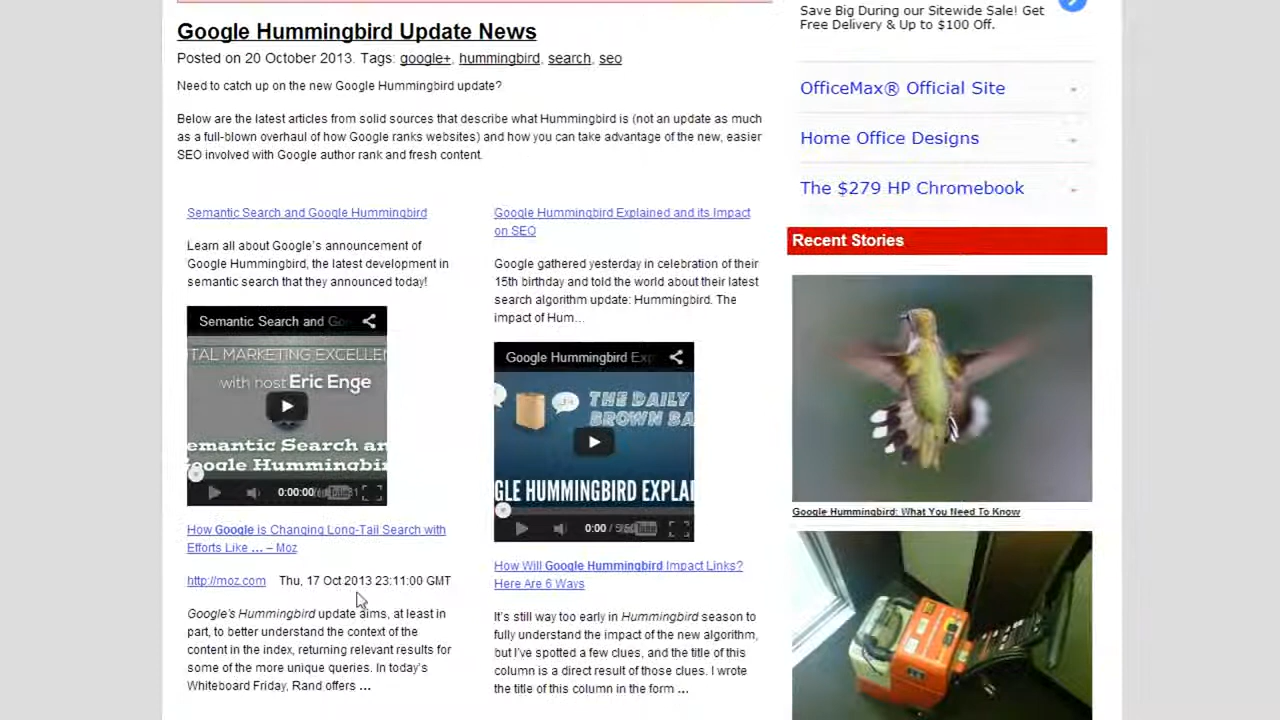 Google Hummingbird Update News
Posted on 20 October 2013. Tags: google+, hummingbird, search, seo
Need to catch up on the new Google Hummingbird update?
Below are the latest articles from solid sources that describe what Hummingbird is (not an update as much
as a full-blown overhaul of how Google ranks websites) and how you can take advantage of the new, easier
SEO involved with Google author rank and fresh content.
Semantic Search and Google Hummingbird
Learn all about Google's announcement of
Google Hummingbird, the latest development in
semantic search that they announced today!
Semantic Search and Go
TAL MARKETING EXCELLEN
with host Eric Enge
emantic Search an
oogle Hummingbir
0:00:00
How Google is Changing Long-Tail Search with
Efforts Like ... – Moz
http://moz.com Thu, 17 Oct 2013 23:11:00 GMT
Google's Hummingbird update aims, at least in
part, to better understand the context of the
content in the index, returning relevant results for
some of the more unique queries. In today's
Whiteboard Friday, Rand offers ...
Google Hummingbird Explained and its Impact
on SEO
Google gathered yesterday in celebration of their
15th birthday and told the world about their latest
search algorithm update: Hummingbird. The
impact of Hum…
Google Hummingbird Exp
THE DAILY
BROWN BA
GLE HUMMINGBIRD EXPLAI
0:00
How Will Google Hummingbird Impact Links?
Here Are 6 Ways
It's still way too early in Hummingbird season to
fully understand the impact of the new algorithm,
but I've spotted a few clues, and the title of this
column is a direct result of those clues. I wrote
the title of this column in the form ...
Save Big During our Sitewide Sale! Get
Free Delivery & Up to $100 Off.
OfficeMax® Official Site
Home Office Designs
The $279 HP Chromebook
Recent Stories
Google Hummingbird: What You Need To Know